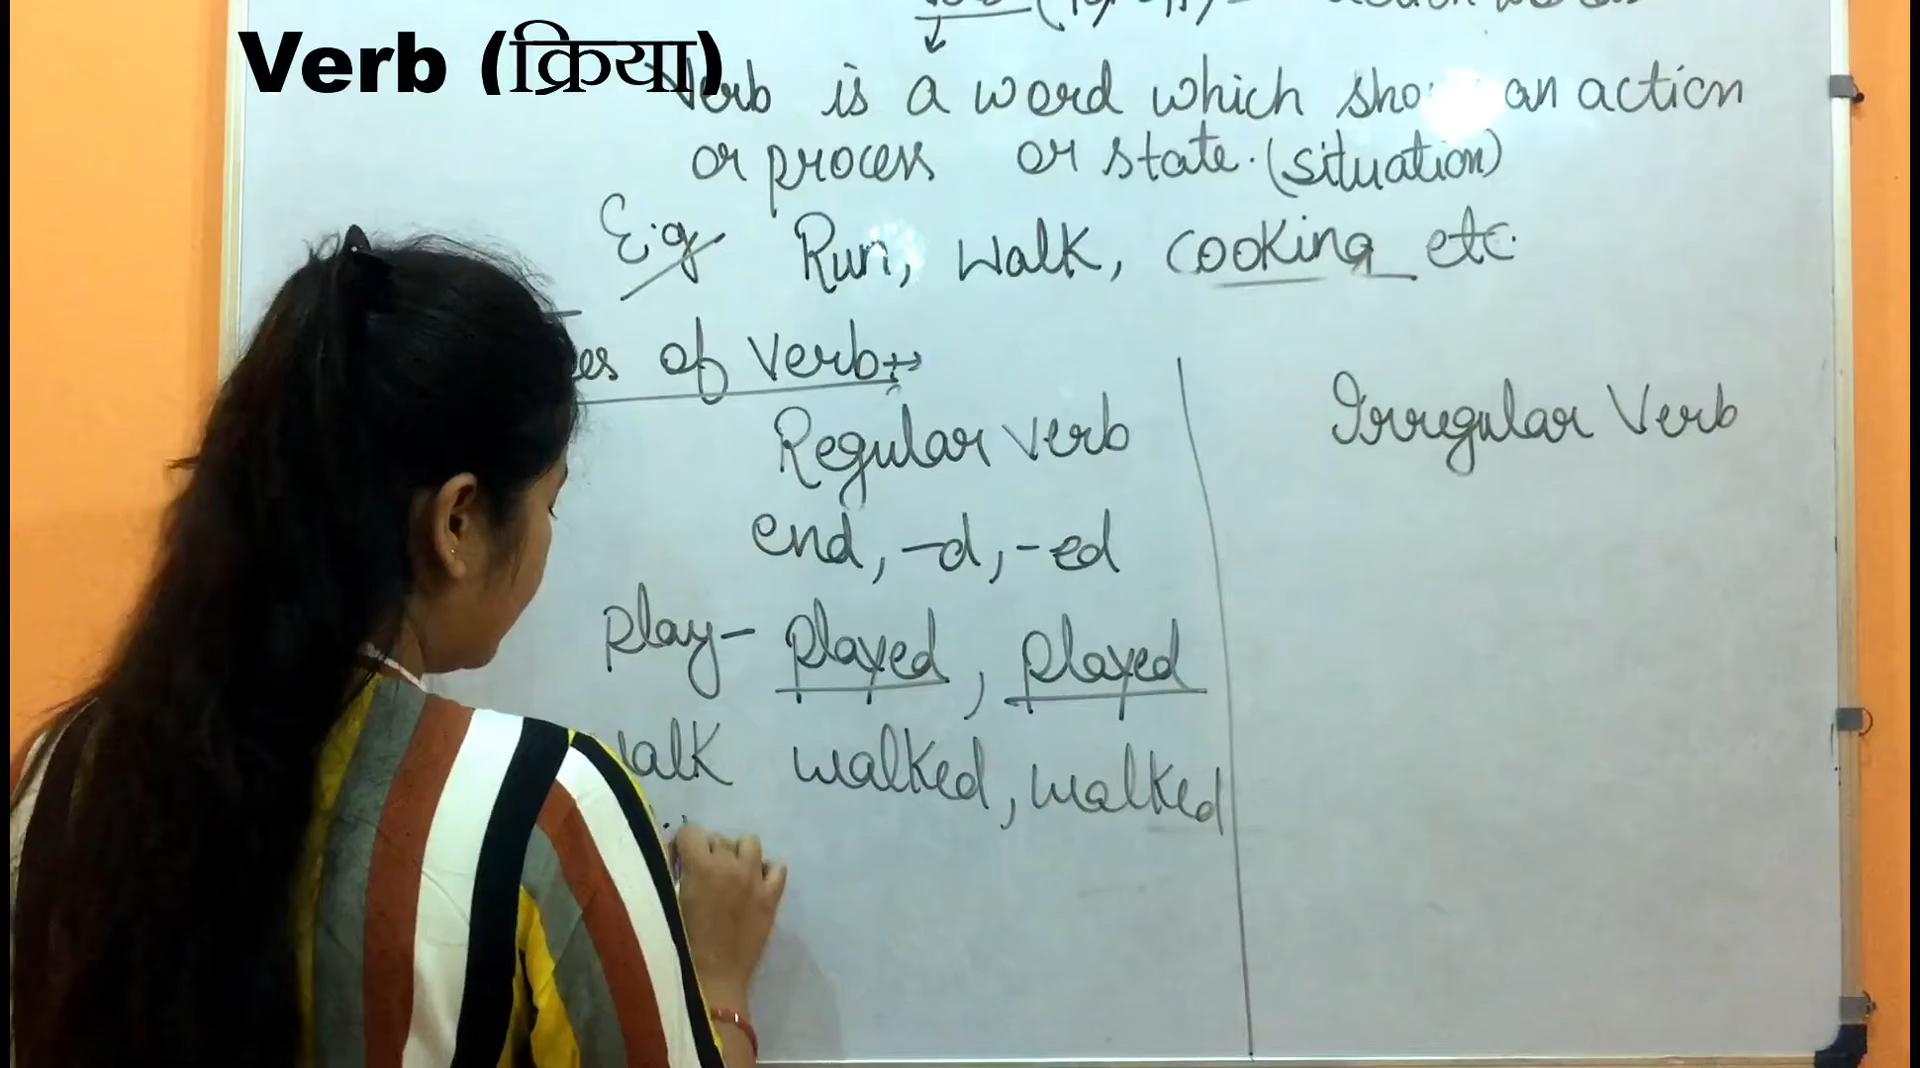 Verb (क्रिया)
Verb is a word which an action
or process or state. (situation)
E.g Run, Walk, cooking etc.
of Verb
Regular Verb
Irregular Verb
end, -d, -ed
Play - Played, Played
walked, walked